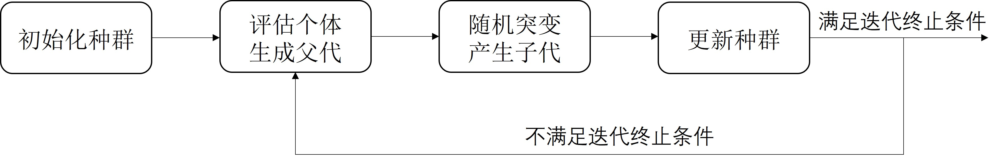 初始化种群
评估个体
生成父代
随机突变
产生子代
更新种群
满足迭代终止条件
不满足迭代终止条件